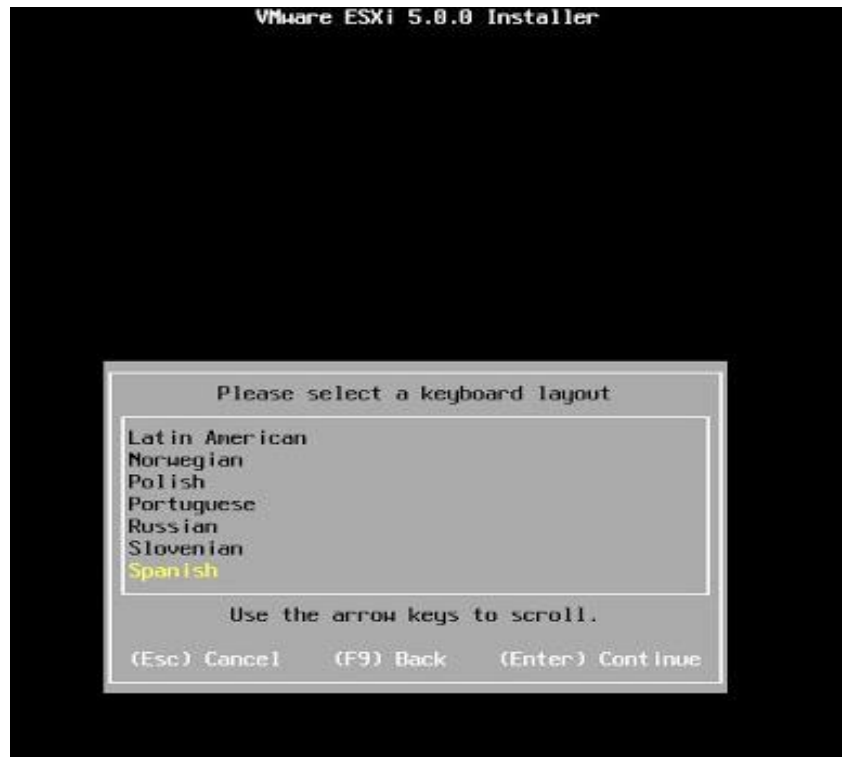 VMware ESXi 5.0.0 Installer
Please select a keyboard layout
Latin American
Norwegian
Polish
Portuguese
Russian
Slovenian
Spanish
Use the arrow keys to scroll.
(Esc) Cancel (F9) Back (Enter) Continue